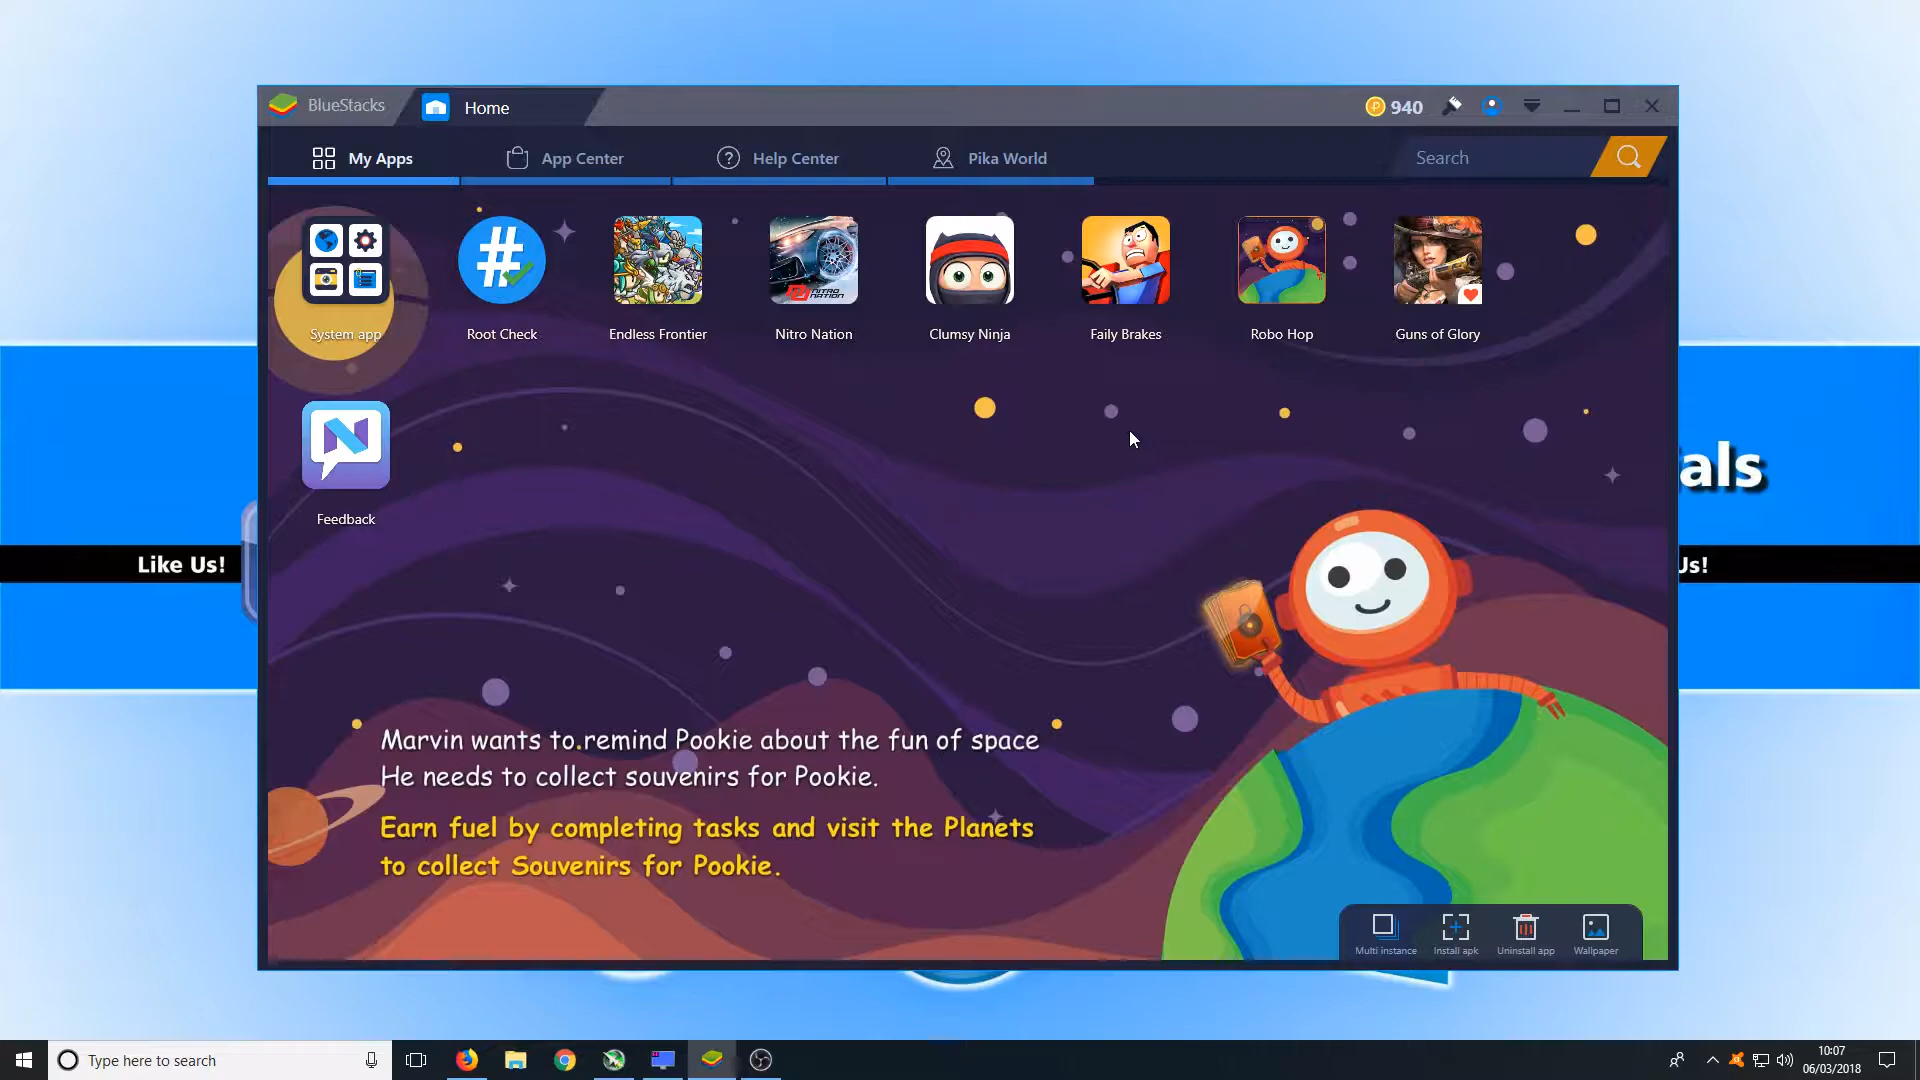 BlueStacks
Home
940
My Apps
App Center
Help Center
Pika World
Search
System app
Root Check
Endless Frontier
NITRO NATION
Nitro Nation
Clumsy Ninja
Faily Brakes
Robo Hop
Guns of Glory
Feedback
als
Like Us!
Us!
Marvin wants to remind Pookie about the fun of space
He needs to collect souvenirs for Pookie.
Earn fuel by completing tasks and visit the Planets
to collect Souvenirs for Pookie.
Multi instance
Install apk
Uninstall app
Wallpaper
Type here to search
10:07
06/03/2018